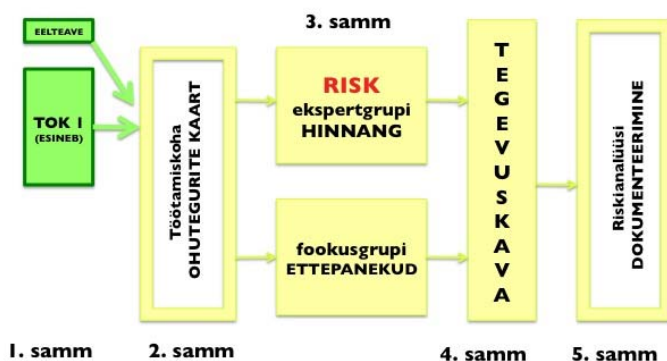 3. samm
EELTEAVE
TOK I
(ESINEB)
Töötamiskoha
OHUTEGURITE KAART
RISK
ekspertgrupi
HINNANG
fookusgrupi
ETTEPANEKUD
TEGEVUSKAVA
Riskianalüüsi
DOKUMENTEERIMINE
1. samm
2. samm
4. samm
5. samm